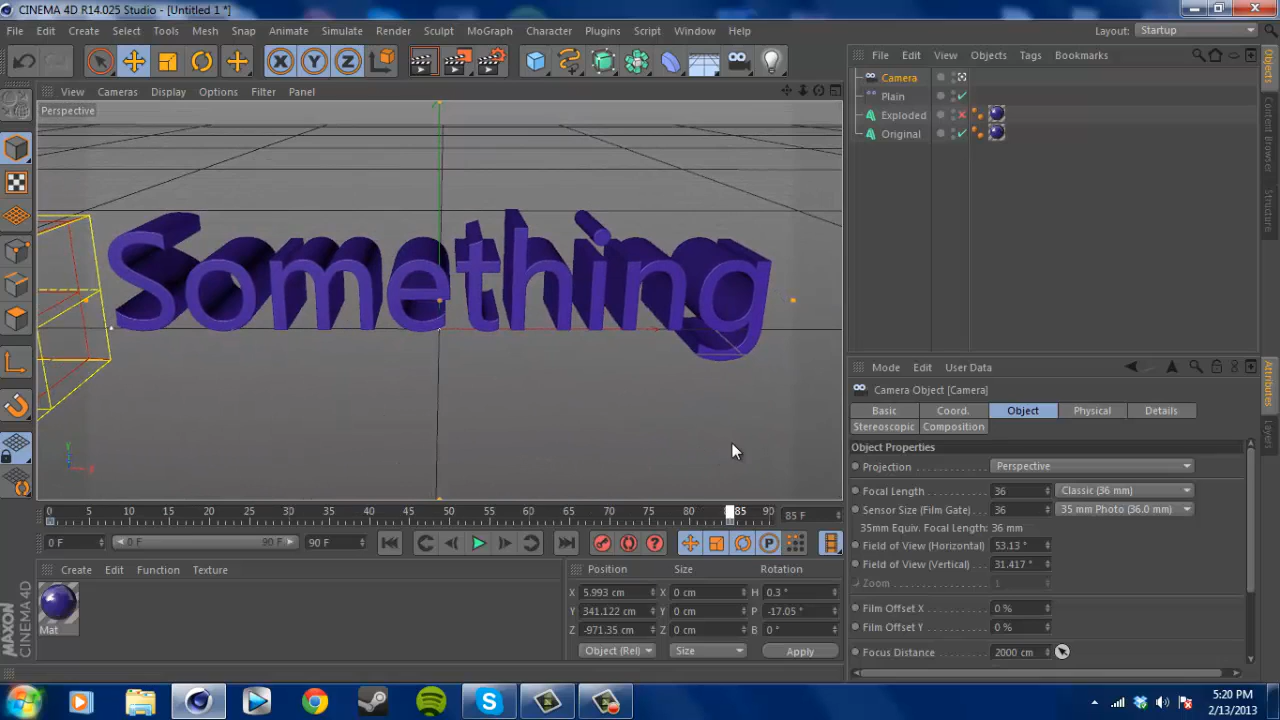 CINEMA 4D R14.025 Studio - [Untitled 1 *]
File Edit Create Select Tools Mesh Snap Animate Simulate Render Sculpt MoGraph Character Plugins Script Window Help
Layout: Startup
View Cameras Display Options Filter Panel
Perspective
Something
Y
X
File Edit View Objects Tags Bookmarks
Camera
Plain
Exploded
Original
Objects
Content Browser
Structure
Mode Edit User Data
Camera Object [Camera]
Basic Coord. Object Physical Details
Stereoscopic Composition
Object Properties
Projection Perspective
Focal Length 36 Classic (36 mm)
Sensor Size (Film Gate) 36 35 mm Photo (36.0 mm)
35mm Equiv. Focal Length: 36 mm
Field of View (Horizontal) 53.13 °
Field of View (Vertical) 31.417 °
Zoom 1
Film Offset X 0 %
Film Offset Y 0 %
Focus Distance 2000 cm
Attributes
Layers
0 5 10 15 20 25 30 35 40 45 50 55 60 65 70 75 80 85 90 85 F
0 F 0 F 90 F 90 F
P
Create Edit Function Texture
Mat
Position Size Rotation
X 5.993 cm X 0 cm H 0.3 °
Y 341.122 cm Y 0 cm P -17.05 °
Z -971.35 cm Z 0 cm B 0 °
Object (Rel) Size Apply
MAXON
CINEMA 4D
5:20 PM
2/13/2013